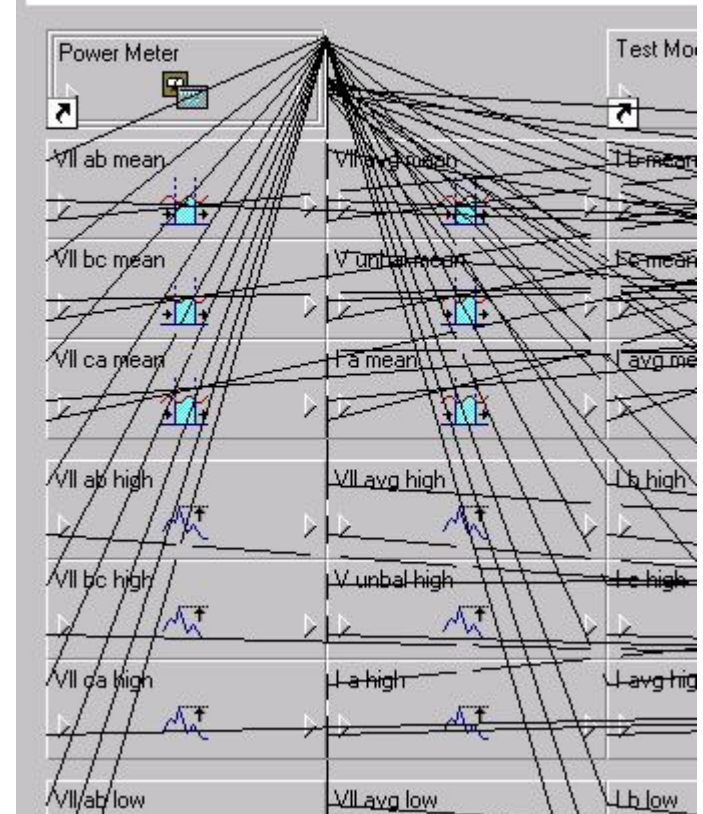 Power Meter
Test Mo
Vll ab mean
Vll avg mean
I b mean
Vll bc mean
V unbal mean
I c mean
Vll ca mean
I a mean
I avg me
Vll ab high
Vll avg high
I b high
Vll bc high
V unbal high
I c high
Vll ca high
I a high
I avg hig
Vll ab low
Vll avg low
I b low